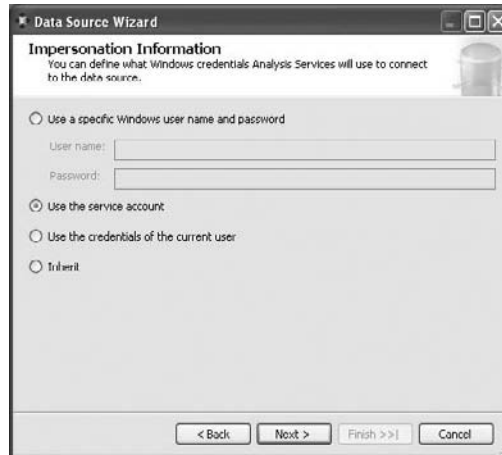 Data Source Wizard
Impersonation Information
You can define what Windows credentials Analysis Services will use to connect
to the data source.
Use a specific Windows user name and password
User name:
Password:
Use the service account
Use the credentials of the current user
Inherit
< Back
Next >
Finish >>|
Cancel